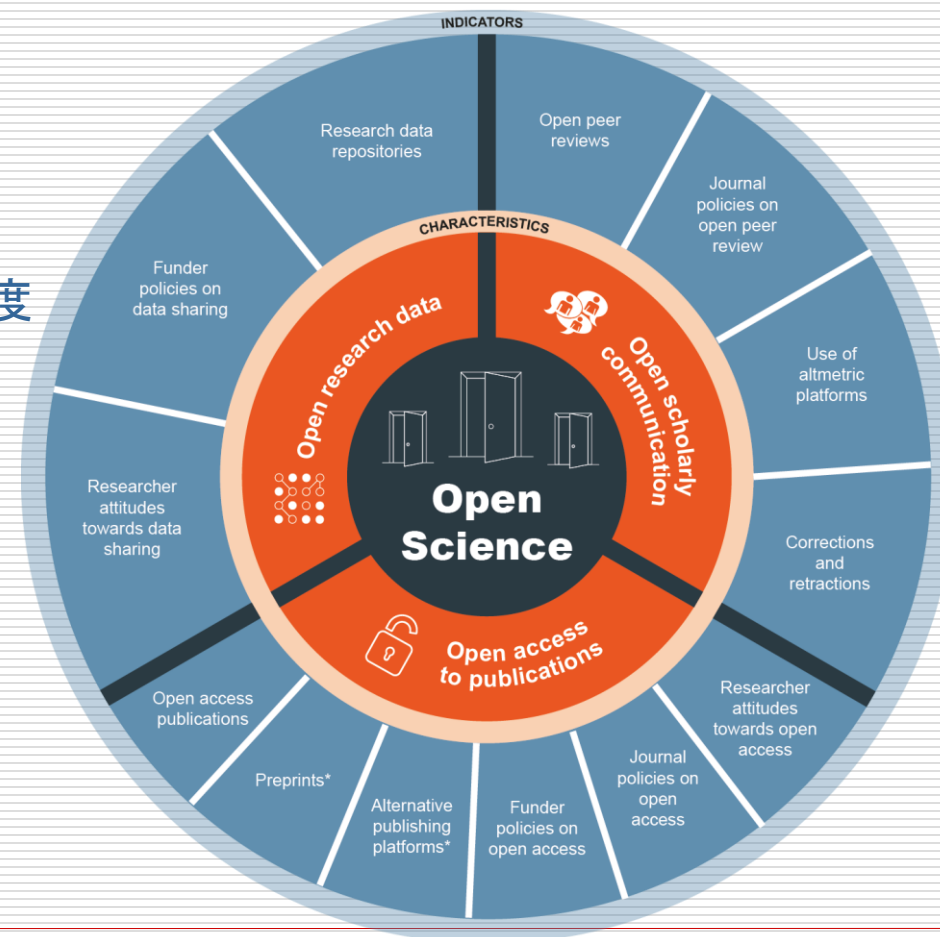 INDICATORS
Research data
repositories
Open peer
reviews
Journal
policies on
open peer
review
CHARACTERISTICS
Funder
policies on
data sharing
度
Open research data
Open scholarly
communication
Use of
altmetric
platforms
Researcher
attitudes
towards data
sharing
Open
Science
Corrections
and
retractions
Open access
to publications
Open access
publications
Researcher
attitudes
towards open
access
Preprints*
Alternative
publishing
platforms*
Funder
policies on
open access
Journal
policies on
open
access